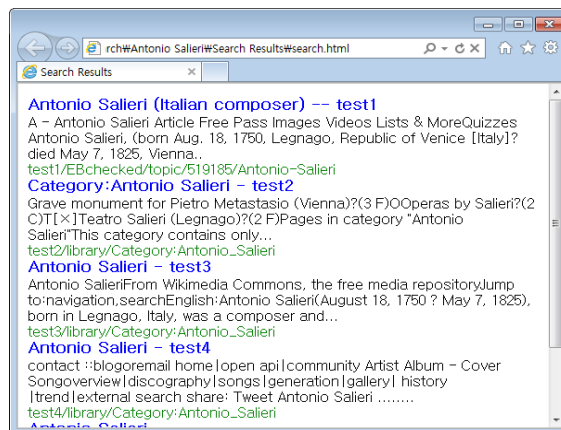 rch₩Antonio Salieri₩Search Results₩search.html
Search Results
Antonio Salieri (Italian composer) -- test1
A - Antonio Salieri Article Free Pass Images Videos Lists & MoreQuizzes
Antonio Salieri, (born Aug. 18, 1750, Legnago, Republic of Venice [Italy]?
died May 7, 1825, Vienna..
test1/EBchecked/topic/519185/Antonio-Salieri
Category:Antonio Salieri - test2
Grave monument for Pietro Metastasio (Vienna)?(3 F)OOperas by Salieri?(2
C)T[×]Teatro Salieri (Legnago)?(2 F)Pages in category "Antonio
Salieri"This category contains only...
test2/library/Category:Antonio_Salieri
Antonio Salieri - test3
Antonio SalieriFrom Wikimedia Commons, the free media repositoryJump
to:navigation,searchEnglish:Antonio Salieri(August 18, 1750 ? May 7, 1825),
born in Legnago, Italy, was a composer and...
test3/library/Category:Antonio_Salieri
Antonio Salieri - test4
contact ::blogoremail home|open api|community Artist Album - Cover
Songoverview|discography|songs|generation|gallery| history
|trend|external search share: Tweet Antonio Salieri ........
test4/library/Category:Antonio_Salieri
Antonio Salieri